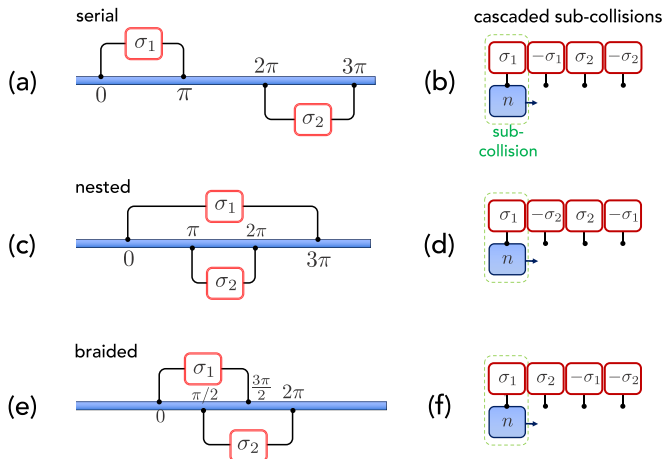 serial
cascaded sub-collisions
(a)
σ₁
0
π
2π
3π
σ₂
(b)
σ₁ −σ₁ σ₂ −σ₂
n
sub-
collision
nested
(c)
σ₁
0
π
2π
3π
σ₂
(d)
σ₁ −σ₂ σ₂ −σ₁
n
braided
(e)
σ₁
0
π/2
3π/2
2π
σ₂
(f)
σ₁ σ₂ −σ₁ −σ₂
n